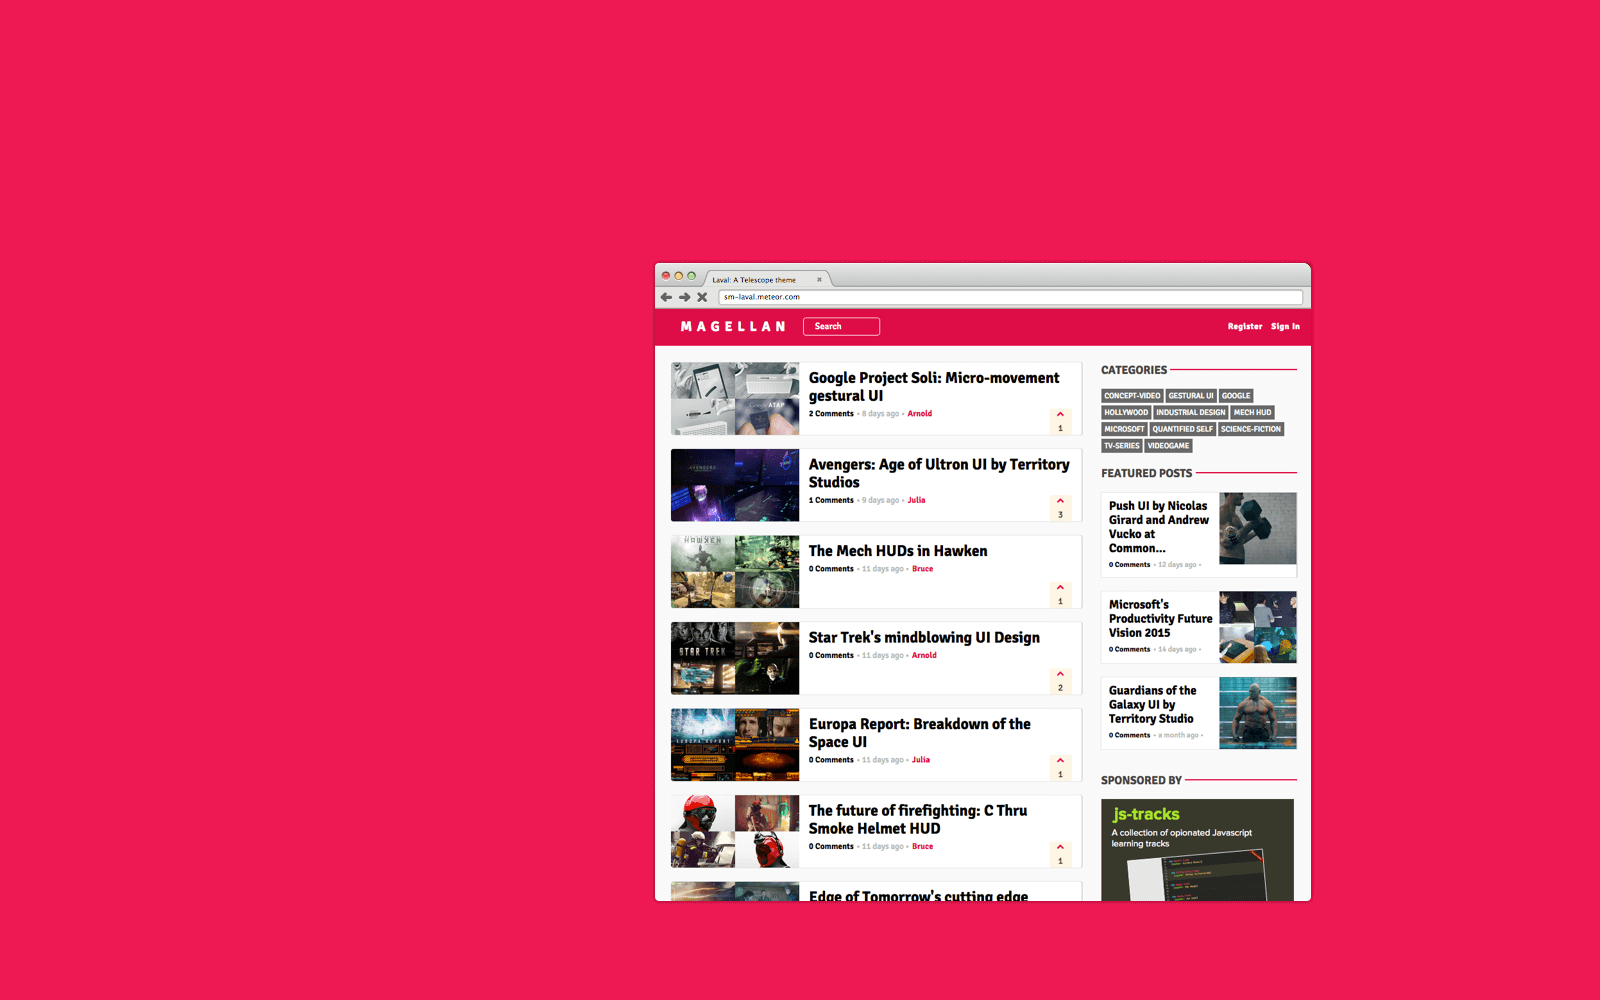 Laval: A Telescope theme
sm-laval.meteor.com
MAGELLAN
Search
Register Sign In
Google Project Soli: Micro-movement
gestural UI
2 Comments • 8 days ago • Arnold
1
Google ATAP
AVENGERS
Avengers: Age of Ultron UI by Territory
Studios
1 Comments • 9 days ago • Julia
3
HAWKEN
The Mech HUDs in Hawken
0 Comments • 11 days ago • Bruce
1
STAR TREK
Star Trek's mindblowing UI Design
0 Comments • 11 days ago • Arnold
2
EUROPA REPORT
Europa Report: Breakdown of the
Space UI
0 Comments • 11 days ago • Julia
1
The future of firefighting: C Thru
Smoke Helmet HUD
0 Comments • 11 days ago • Bruce
1
Edge of Tomorrow's cutting edge
CATEGORIES
CONCEPT-VIDEO GESTURAL UI GOOGLE
HOLLYWOOD INDUSTRIAL DESIGN MECH HUD
MICROSOFT QUANTIFIED SELF SCIENCE-FICTION
TV-SERIES VIDEOGAME
FEATURED POSTS
Push UI by Nicolas
Girard and Andrew
Vucko at
Common...
0 Comments • 12 days ago •
Microsoft's
Productivity Future
Vision 2015
0 Comments • 14 days ago •
Guardians of the
Galaxy UI by
Territory Studio
0 Comments • a month ago •
SPONSORED BY
js-tracks
A collection of opionated Javascript
learning tracks